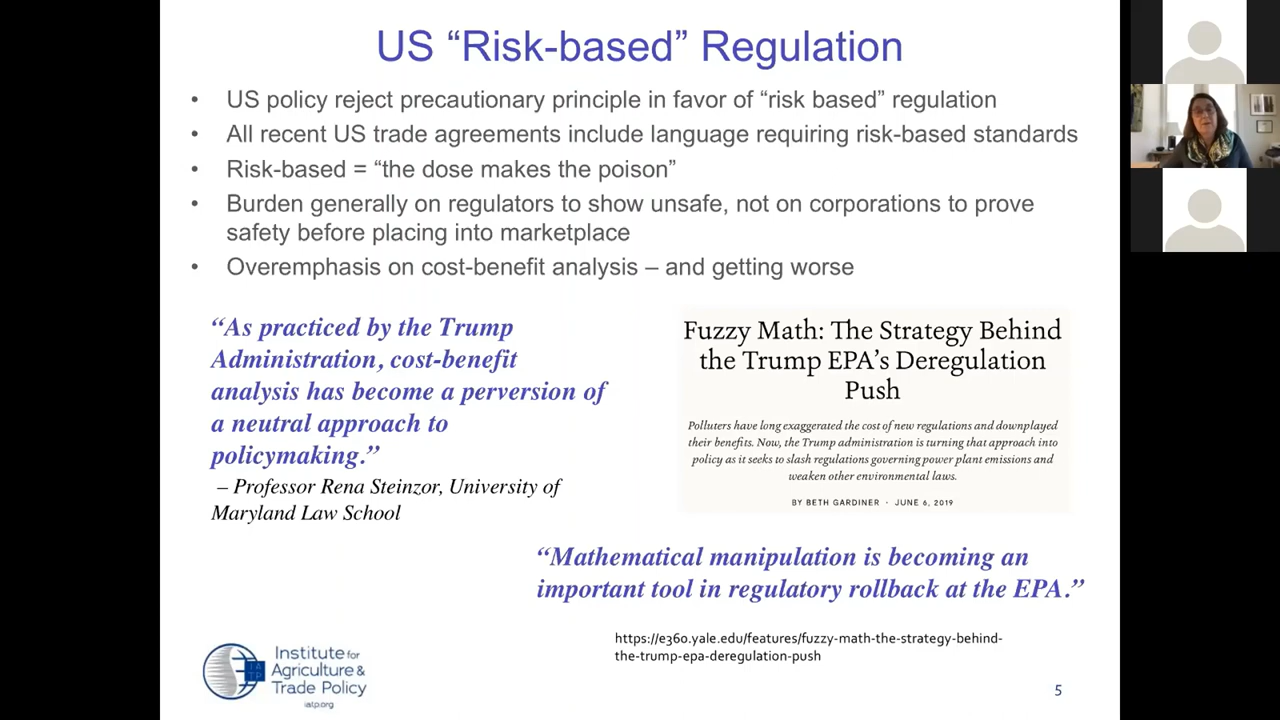 US “Risk-based” Regulation
• US policy reject precautionary principle in favor of “risk based” regulation
• All recent US trade agreements include language requiring risk-based standards
• Risk-based = “the dose makes the poison”
• Burden generally on regulators to show unsafe, not on corporations to prove
safety before placing into marketplace
• Overemphasis on cost-benefit analysis – and getting worse
“As practiced by the Trump
Administration, cost-benefit
analysis has become a perversion of
a neutral approach to
policymaking.”
– Professor Rena Steinzor, University of
Maryland Law School
Fuzzy Math: The Strategy Behind
the Trump EPA’s Deregulation
Push
Polluters have long exaggerated the cost of new regulations and downplayed
their benefits. Now, the Trump administration is turning that approach into
policy as it seeks to slash regulations governing power plant emissions and
weaken other environmental laws.
BY BETH GARDINER • JUNE 6, 2019
“Mathematical manipulation is becoming an
important tool in regulatory rollback at the EPA.”
https://e360.yale.edu/features/fuzzy-math-the-strategy-behind-
the-trump-epa-deregulation-push
Institute for
Agriculture &
Trade Policy
iatp.org
5